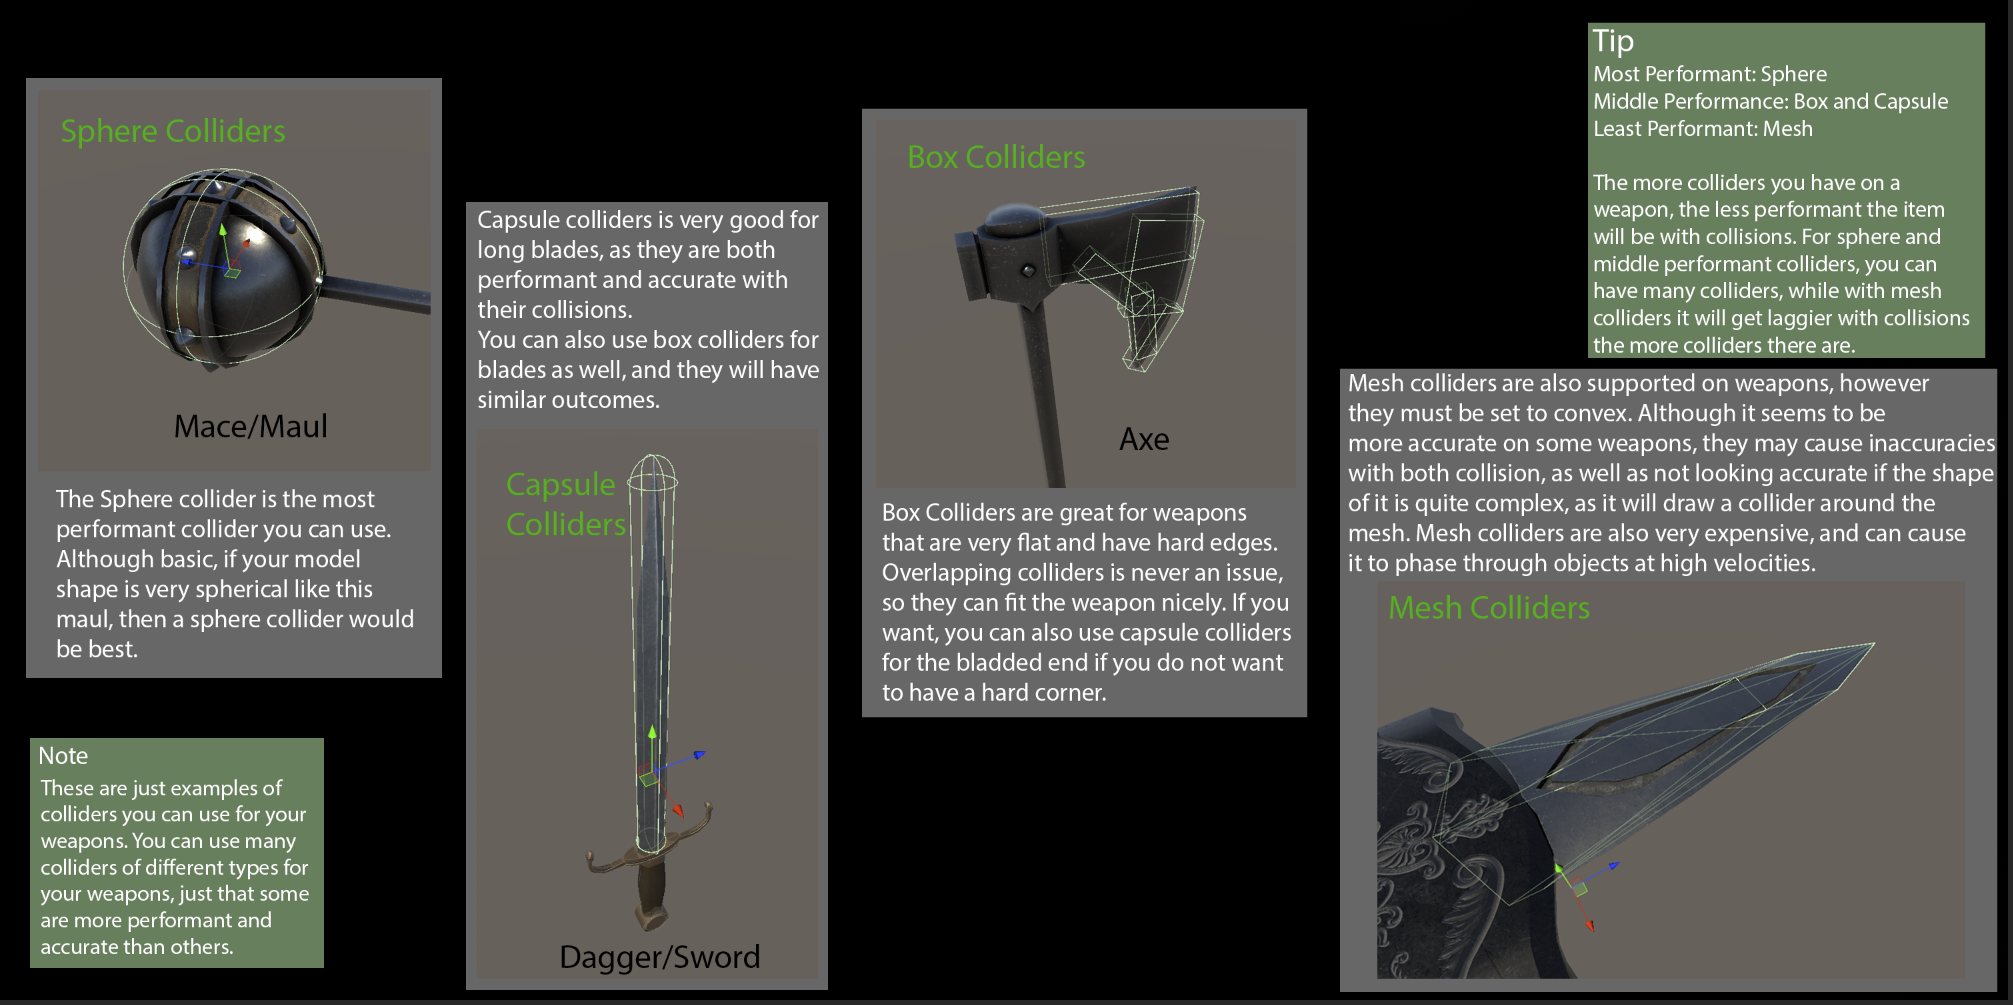 Sphere Colliders
Mace/Maul
The Sphere collider is the most
performant collider you can use.
Although basic, if your model
shape is very spherical like this
maul, then a sphere collider would
be best.
Note
These are just examples of
colliders you can use for your
weapons. You can use many
colliders of different types for
your weapons, just that some
are more performant and
accurate than others.
Capsule colliders is very good for
long blades, as they are both
performant and accurate with
their collisions.
You can also use box colliders for
blades as well, and they will have
similar outcomes.
Capsule
Colliders
Dagger/Sword
Box Colliders
Axe
Box Colliders are great for weapons
that are very flat and have hard edges.
Overlapping colliders is never an issue,
so they can fit the weapon nicely. If you
want, you can also use capsule colliders
for the bladded end if you do not want
to have a hard corner.
Tip
Most Performant: Sphere
Middle Performance: Box and Capsule
Least Performant: Mesh
The more colliders you have on a
weapon, the less performant the item
will be with collisions. For sphere and
middle performant colliders, you can
have many colliders, while with mesh
colliders it will get laggier with collisions
the more colliders there are.
Mesh colliders are also supported on weapons, however
they must be set to convex. Although it seems to be
more accurate on some weapons, they may cause inaccuracies
with both collision, as well as not looking accurate if the shape
of it is quite complex, as it will draw a collider around the
mesh. Mesh colliders are also very expensive, and can cause
it to phase through objects at high velocities.
Mesh Colliders